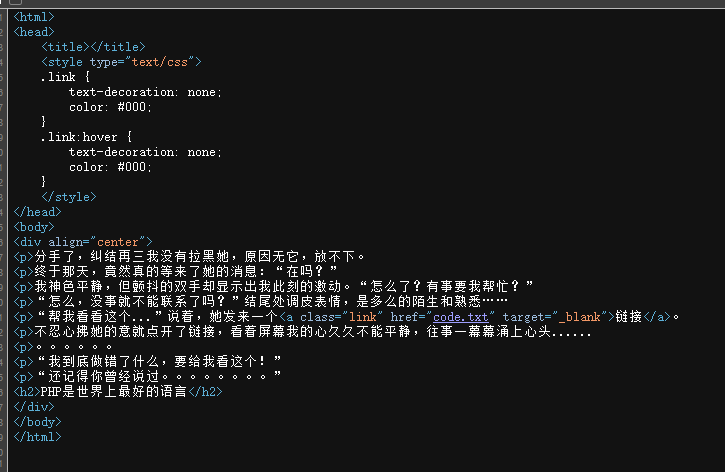 <html>
<head>
<title></title>
<style type="text/css">
.link {
text-decoration: none;
color: #000;
}
.link:hover {
text-decoration: none;
color: #000;
}
</style>
</head>
<body>
<div align="center">
<p>分手了，纠结再三我没有拉黑她，原因无它，放不下。
<p>终于那天，竟然真的等来了她的消息：“在吗？”
<p>我神色平静，但颤抖的双手却显示出我此刻的激动。“怎么了？有事要我帮忙？”
<p>“怎么，没事就不能联系了吗？”结尾处调皮表情，是多么的陌生和熟悉……
<p>“帮我看看这个...”说着，她发来一个<a class="link" href="code.txt" target="_blank">链接</a>。
<p>不忍心拂她的意就点开了链接，看着屏幕我的心久久不能平静，往事一幕幕涌上心头......
<p>。。。。。。
<p>“我到底做错了什么，要给我看这个！”
<p>“还记得你曾经说过。。。。。。。。”
<h2>PHP是世界上最好的语言</h2>
</div>
</body>
</html>